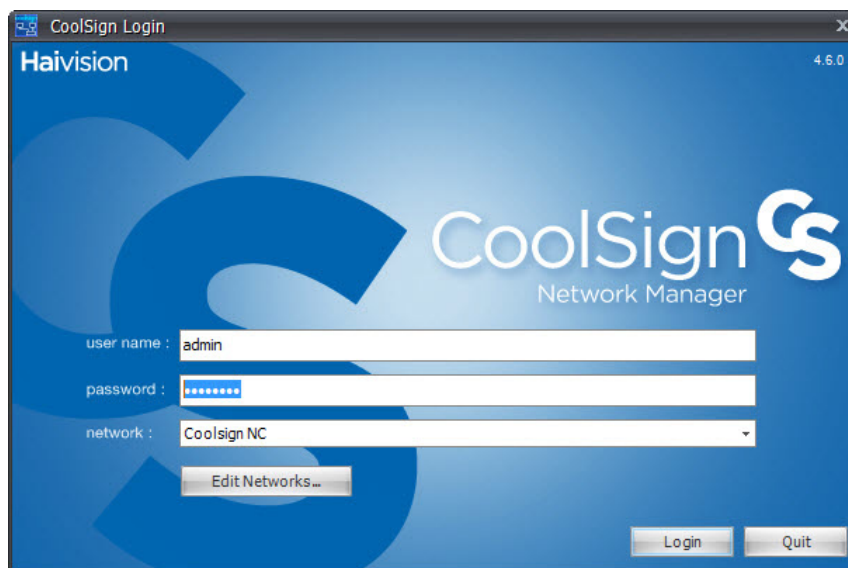 CoolSign Login
X
Haivision
4.6.0
CoolSign CS
Network Manager
user name :
admin
password :
••••••••
network :
Coolsign NC
Edit Networks...
Login
Quit